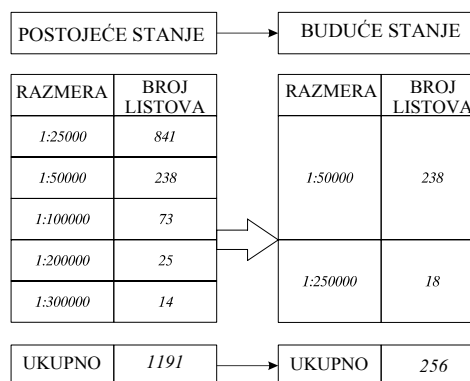 POSTOJEĆE STANJE
BUDUĆE STANJE
RAZMERA
BROJ
LISTOVA
1:25000
841
1:50000
238
1:100000
73
1:200000
25
1:300000
14
UKUPNO
1191
RAZMERA
BROJ
LISTOVA
1:50000
238
1:250000
18
UKUPNO
256